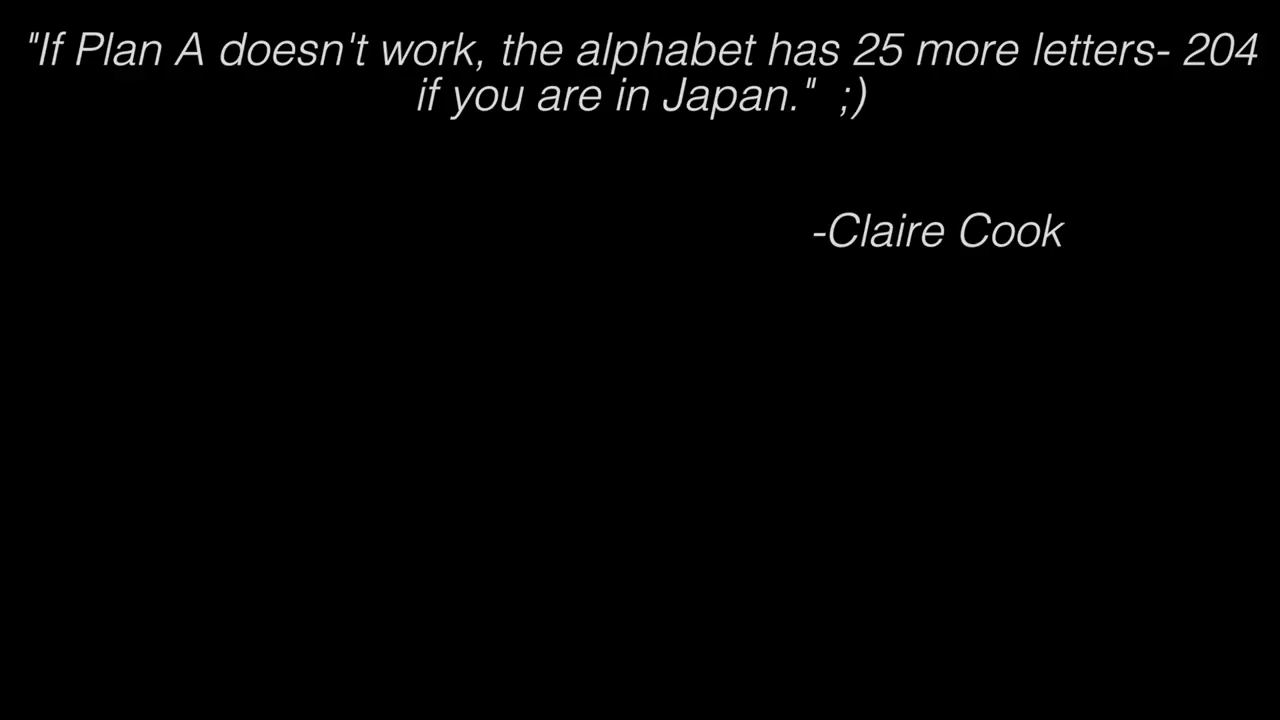 "If Plan A doesn't work, the alphabet has 25 more letters- 204
if you are in Japan."  ;)
-Claire Cook